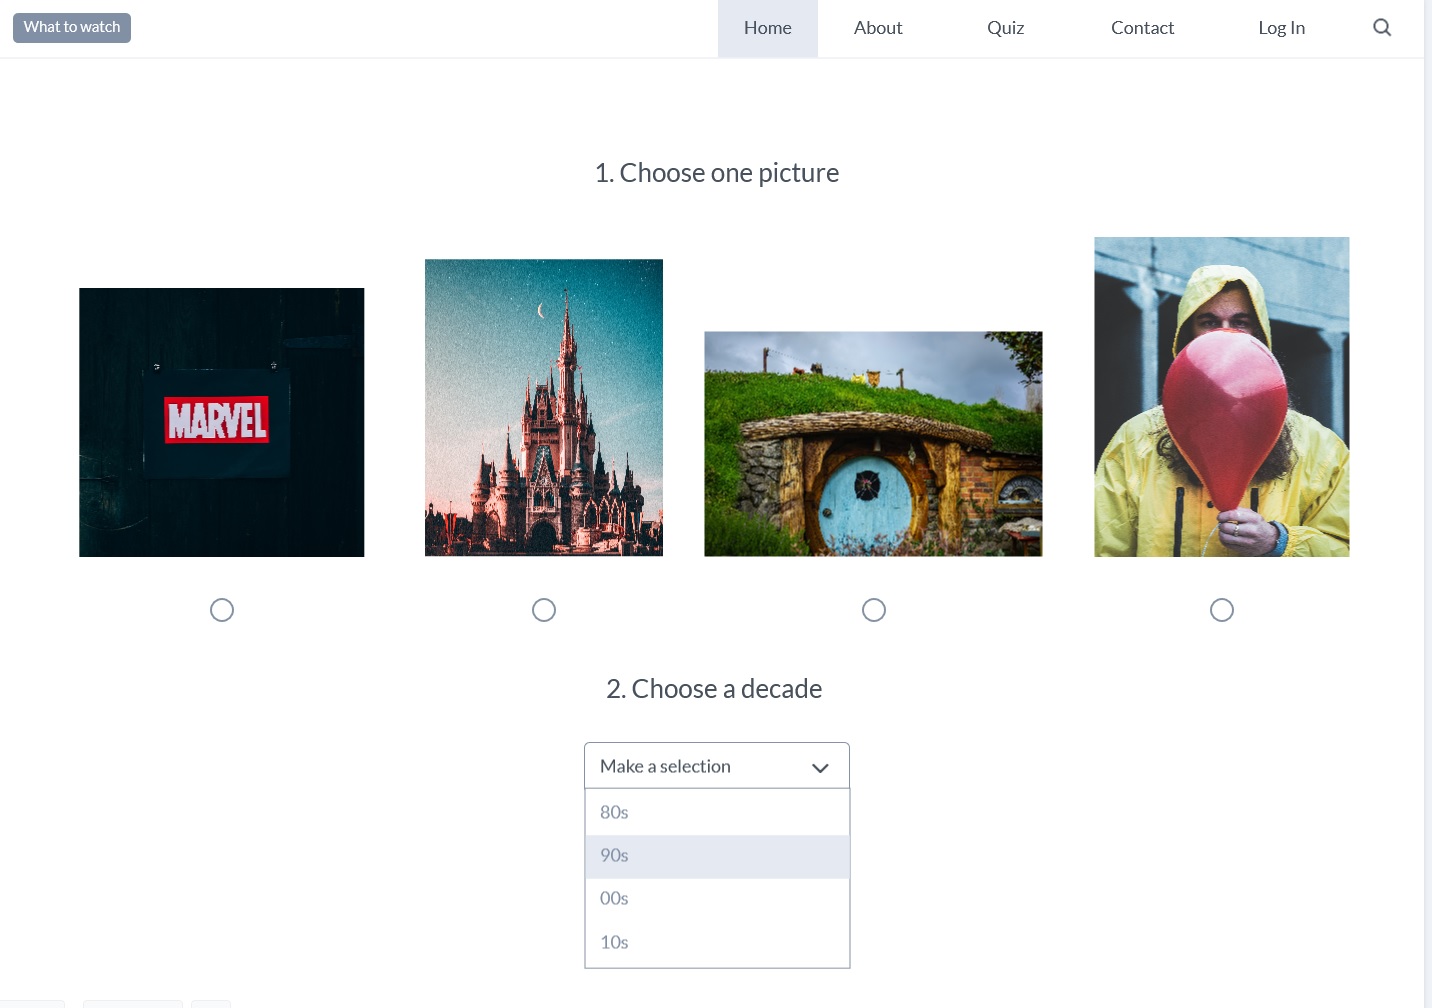 What to watch
Home About Quiz Contact Log In
1. Choose one picture
MARVEL
2. Choose a decade
Make a selection
80s
90s
00s
10s